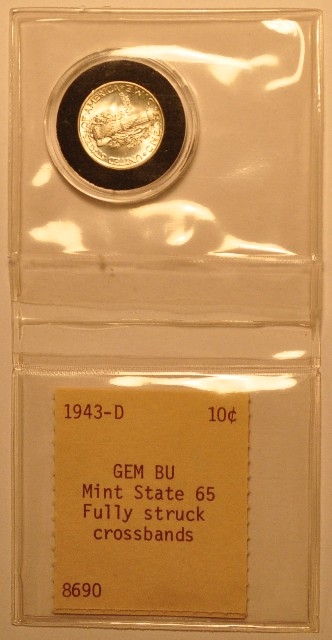 1943-D 10¢
GEM BU
Mint State 65
Fully struck
crossbands
8690